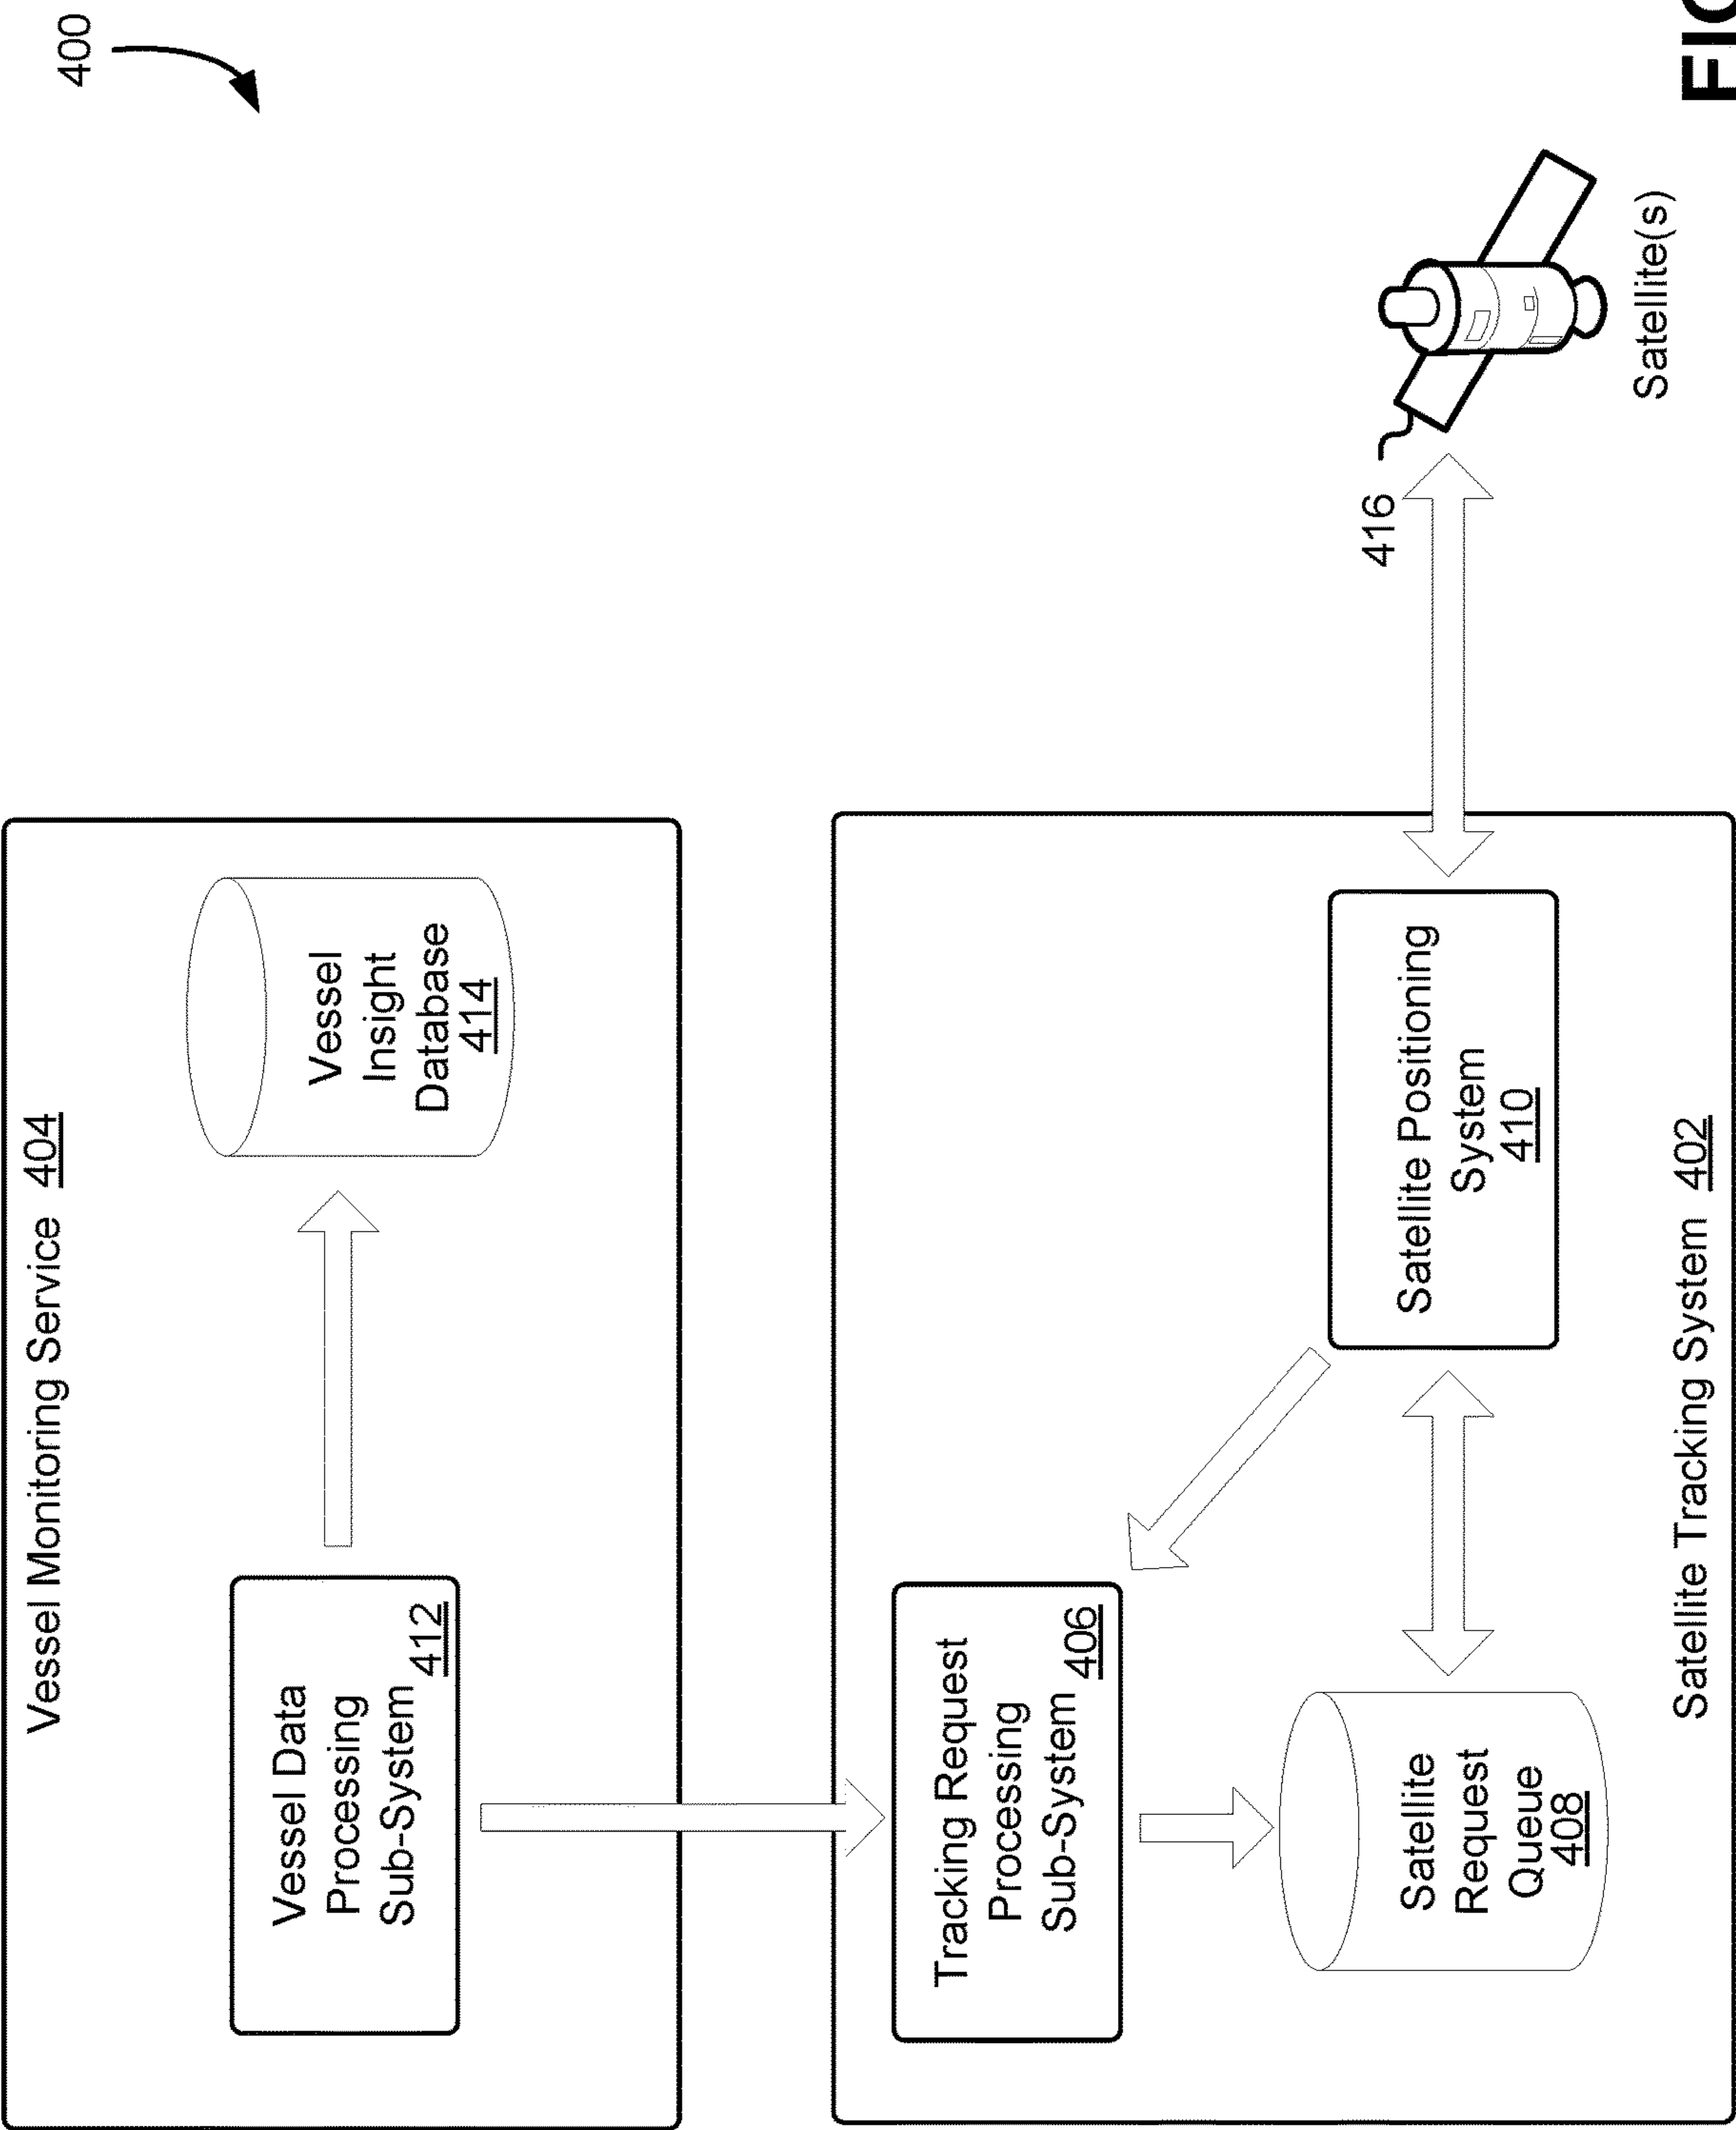 400
Vessel Monitoring Service 404
Vessel Data
Processing
Sub-System 412
Vessel
Insight
Database
414
Tracking Request
Processing
Sub-System 406
Satellite
Request
Queue
408
Satellite Positioning
System
410
416
Satellite(s)
Satellite Tracking System 402